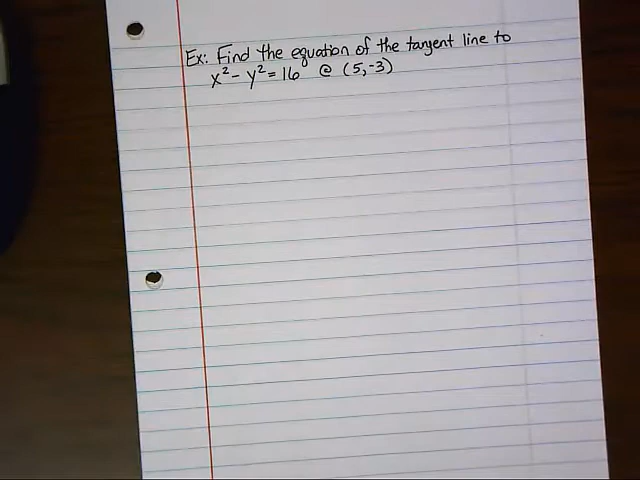 Ex: Find the equation of the tangent line to
x² - y² = 16 @ (5,-3)